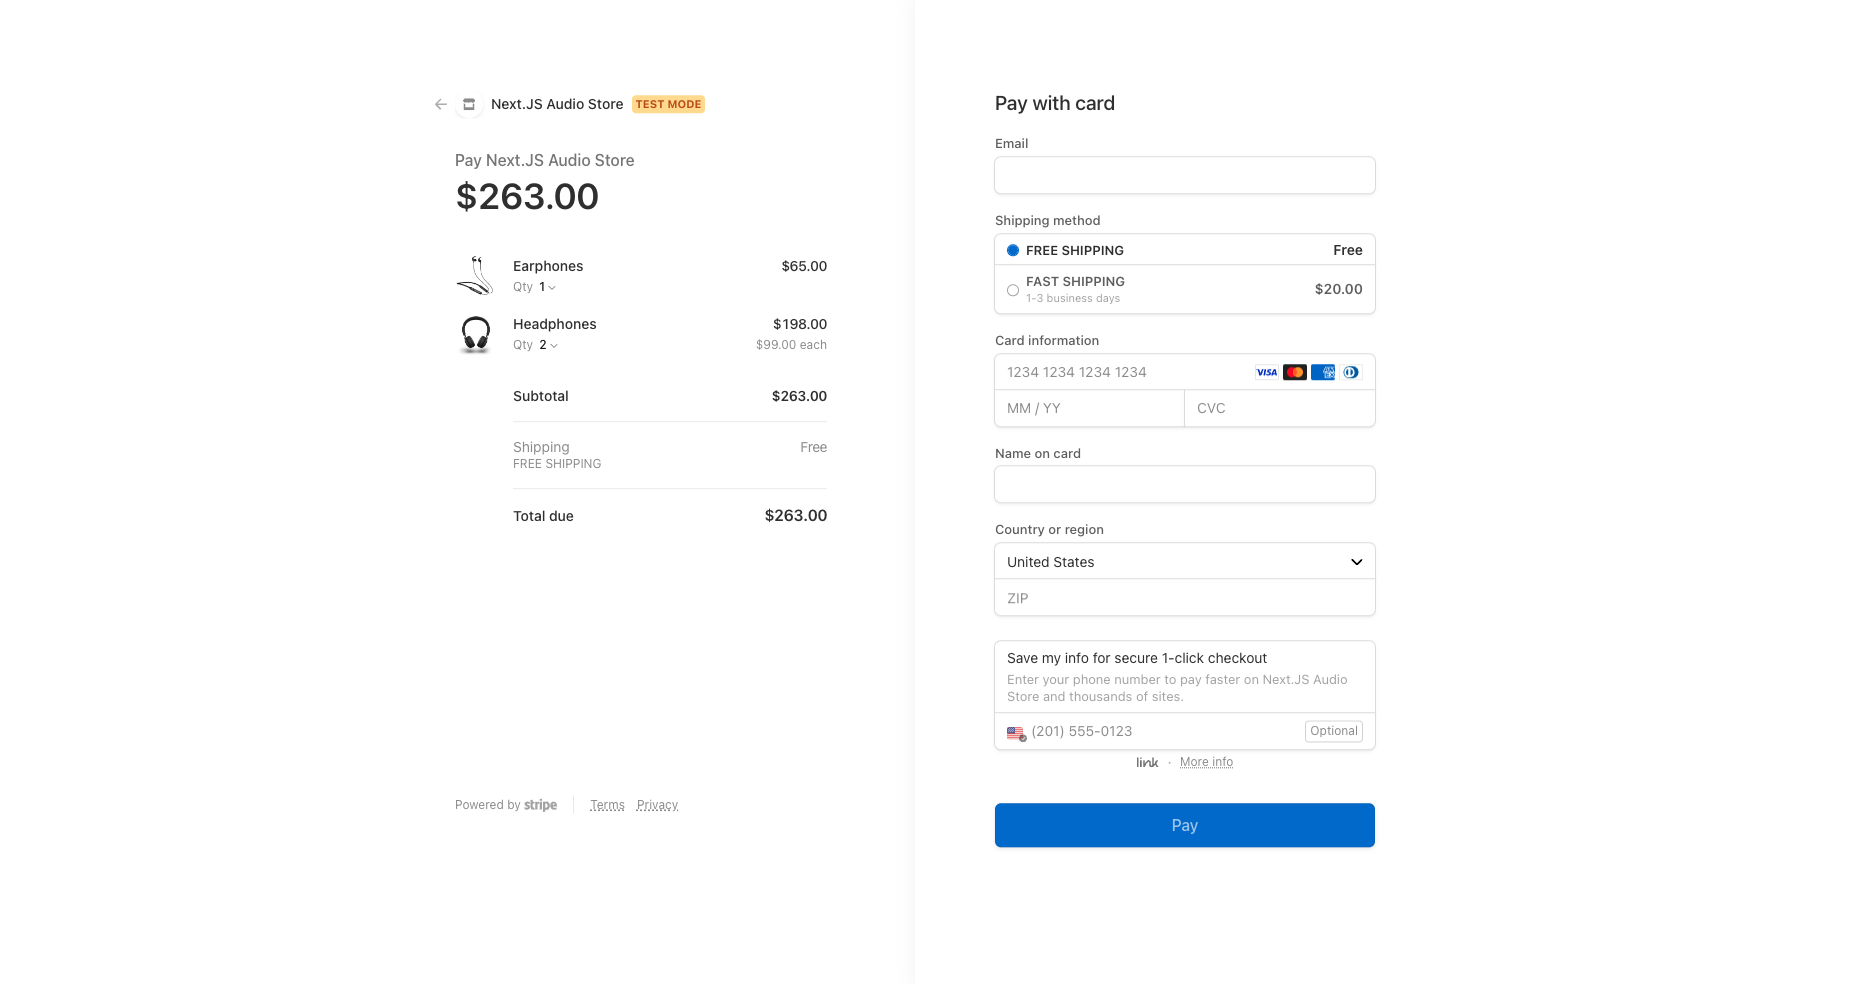 Next.JS Audio Store TEST MODE
Pay Next.JS Audio Store
$263.00
Earphones $65.00
Qty 1
Headphones $198.00
Qty 2 $99.00 each
Subtotal $263.00
Shipping Free
FREE SHIPPING
Total due $263.00
Powered by stripe Terms Privacy
Pay with card
Email
Shipping method
FREE SHIPPING Free
FAST SHIPPING
1-3 business days
$20.00
Card information
1234 1234 1234 1234 VISA
MM / YY CVC
Name on card
Country or region
United States
ZIP
Save my info for secure 1-click checkout
Enter your phone number to pay faster on Next.JS Audio
Store and thousands of sites.
(201) 555-0123 Optional
link · More info
Pay